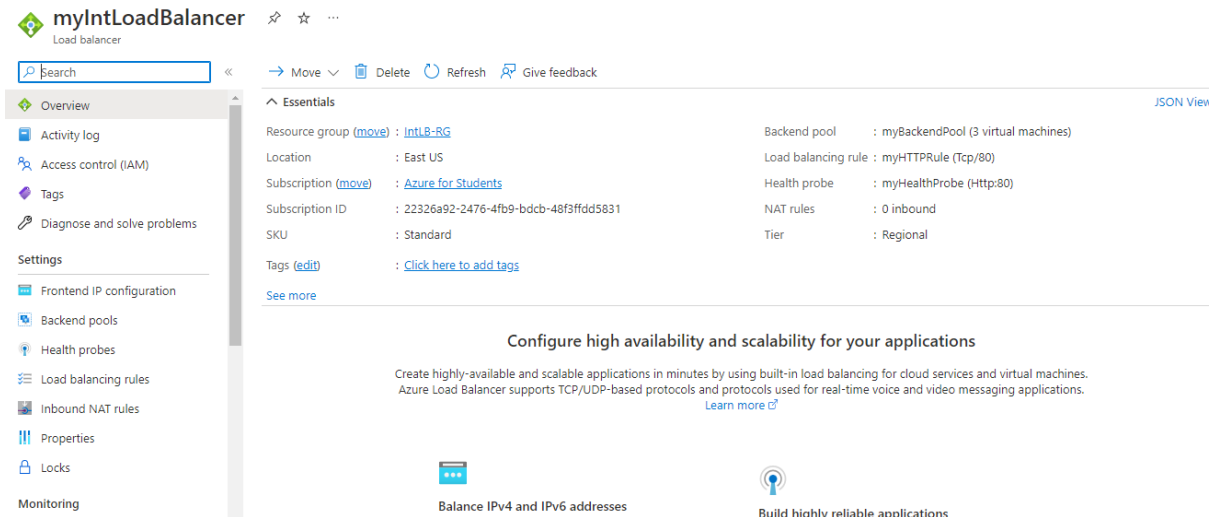 myIntLoadBalancer
Load balancer
Search
Overview
Activity log
Access control (IAM)
Tags
Diagnose and solve problems
Settings
Frontend IP configuration
Backend pools
Health probes
Load balancing rules
Inbound NAT rules
Properties
Locks
Monitoring
Move Delete Refresh Give feedback
Essentials JSON View
Resource group (move) : IntLB-RG
Location : East US
Subscription (move) : Azure for Students
Subscription ID : 22326a92-2476-4fb9-bdcb-48f3ffdd5831
SKU : Standard
Tags (edit) : Click here to add tags
See more
Backend pool : myBackendPool (3 virtual machines)
Load balancing rule : myHTTPRule (Tcp/80)
Health probe : myHealthProbe (Http:80)
NAT rules : 0 inbound
Tier : Regional
Configure high availability and scalability for your applications
Create highly-available and scalable applications in minutes by using built-in load balancing for cloud services and virtual machines.
Azure Load Balancer supports TCP/UDP-based protocols and protocols used for real-time voice and video messaging applications.
Learn more
Balance IPv4 and IPv6 addresses
Build highly reliable applications